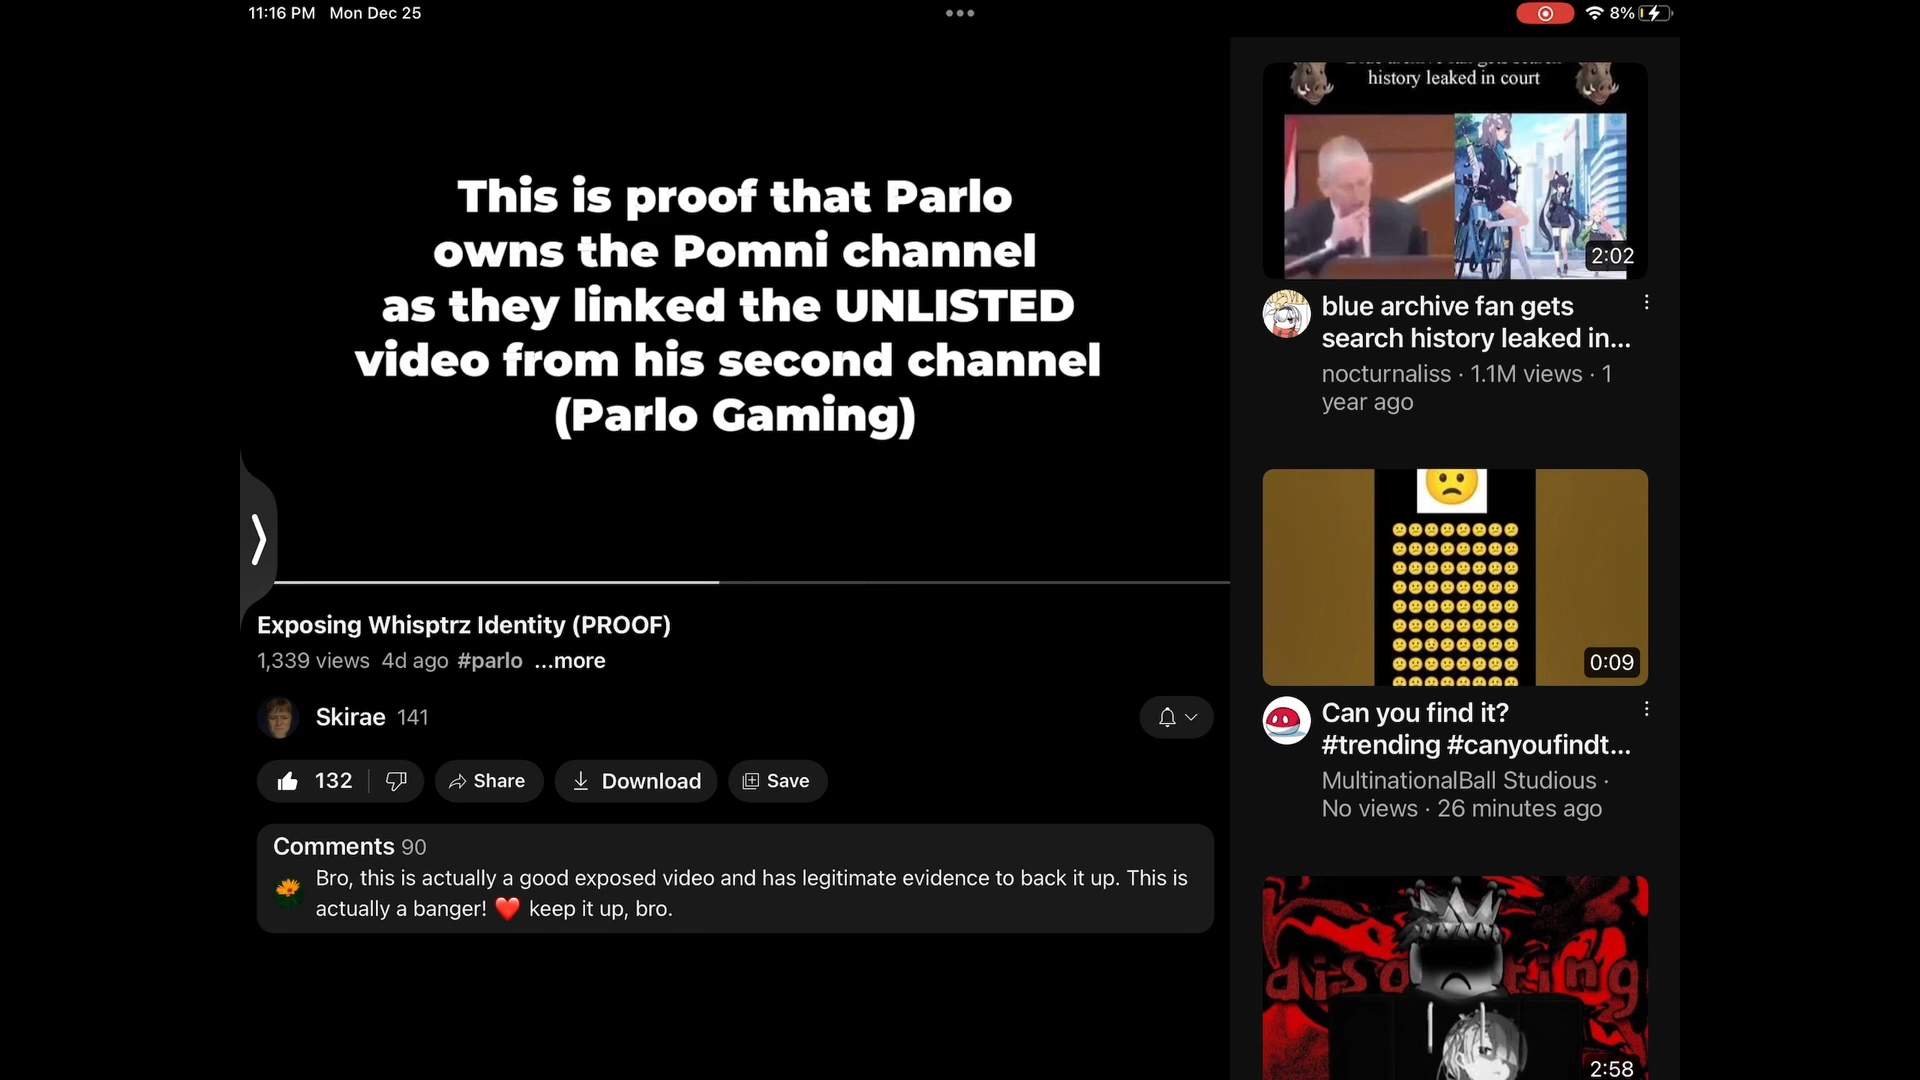 11:16 PM Mon Dec 25
8%
This is proof that Parlo
owns the Pomni channel
as they linked the UNLISTED
video from his second channel
(Parlo Gaming)
Exposing Whisptrz Identity (PROOF)
1,339 views 4d ago #parlo ...more
Skirae 141
132
Share
Download
Save
Comments 90
Bro, this is actually a good exposed video and has legitimate evidence to back it up. This is
actually a banger! ❤️ keep it up, bro.
history leaked in court
2:02
blue archive fan gets
search history leaked in...
nocturnaliss · 1.1M views · 1
year ago
0:09
Can you find it?
#trending #canyoufindt...
MultinationalBall Studious ·
No views · 26 minutes ago
2:58